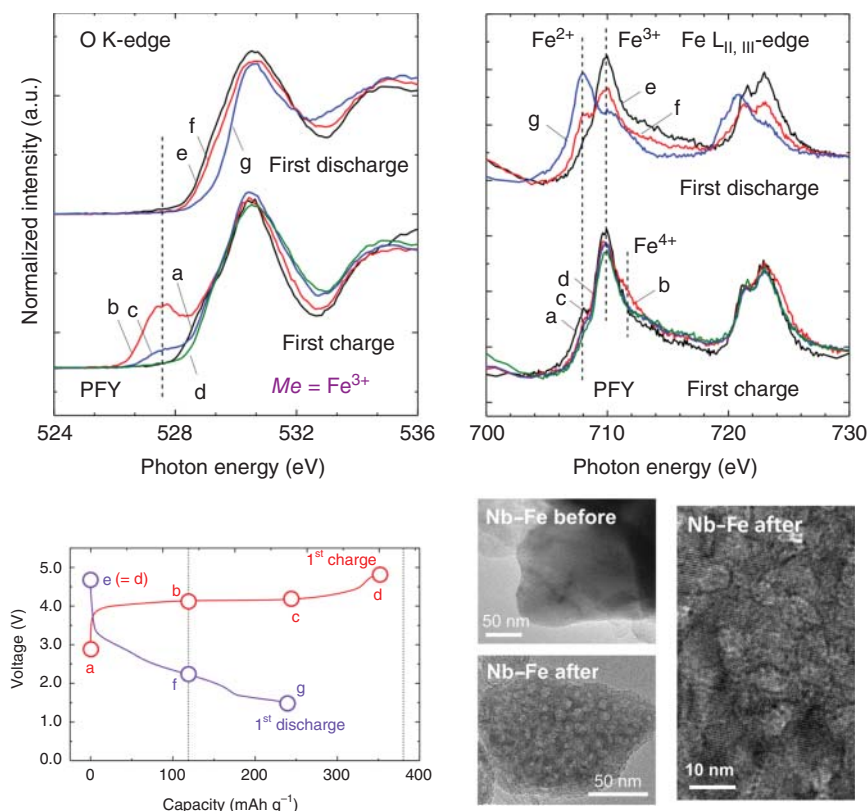 O K-edge
Normalized intensity (a.u.)
f
e
g
First discharge
b
c
a
First charge
d
PFY
Me = Fe³⁺
524 528 532 536
Photon energy (eV)
Fe²⁺ Fe³⁺ Fe L_II, III-edge
e
g
f
First discharge
Fe⁴⁺
d
b
c
a
PFY
First charge
700 710 720 730
Photon energy (eV)
5.0
4.0
3.0
2.0
1.0
0.0
Voltage (V)
e (= d)
b
1st charge
c
d
a
f
g
1st discharge
0 100 200 300 400
Capacity (mAh g⁻¹)
Nb–Fe before
50 nm
Nb–Fe after
50 nm
Nb–Fe after
10 nm